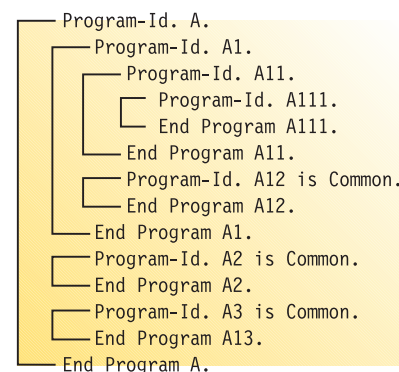 Program-Id. A.
Program-Id. A1.
Program-Id. A11.
Program-Id. A111.
End Program A111.
End Program A11.
Program-Id. A12 is Common.
End Program A12.
End Program A1.
Program-Id. A2 is Common.
End Program A2.
Program-Id. A3 is Common.
End Program A13.
End Program A.